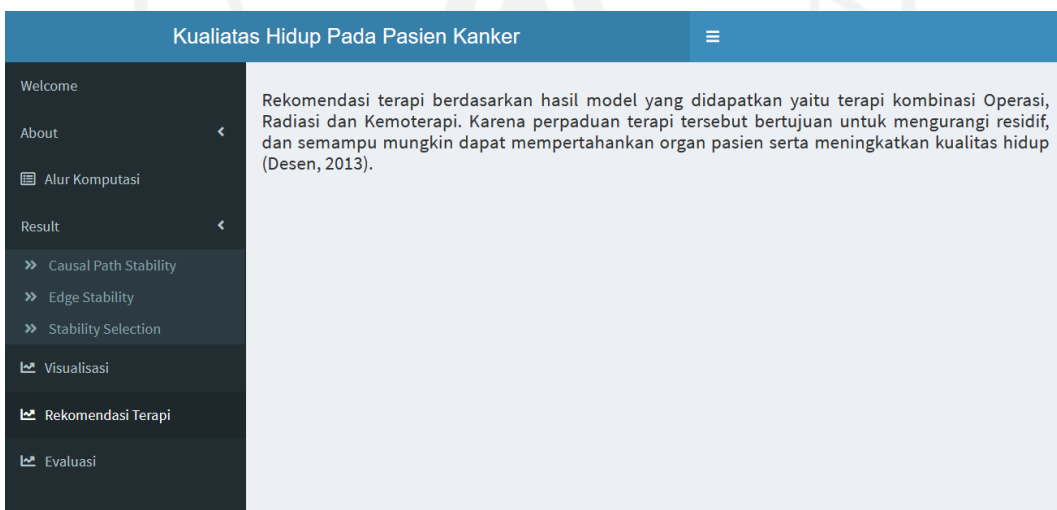 Kualiatas Hidup Pada Pasien Kanker
Welcome
About
Alur Komputasi
Result
Causal Path Stability
Edge Stability
Stability Selection
Visualisasi
Rekomendasi Terapi
Evaluasi
Rekomendasi terapi berdasarkan hasil model yang didapatkan yaitu terapi kombinasi Operasi,
Radiasi dan Kemoterapi. Karena perpaduan terapi tersebut bertujuan untuk mengurangi residif,
dan semampu mungkin dapat mempertahankan organ pasien serta meningkatkan kualitas hidup
(Desen, 2013).